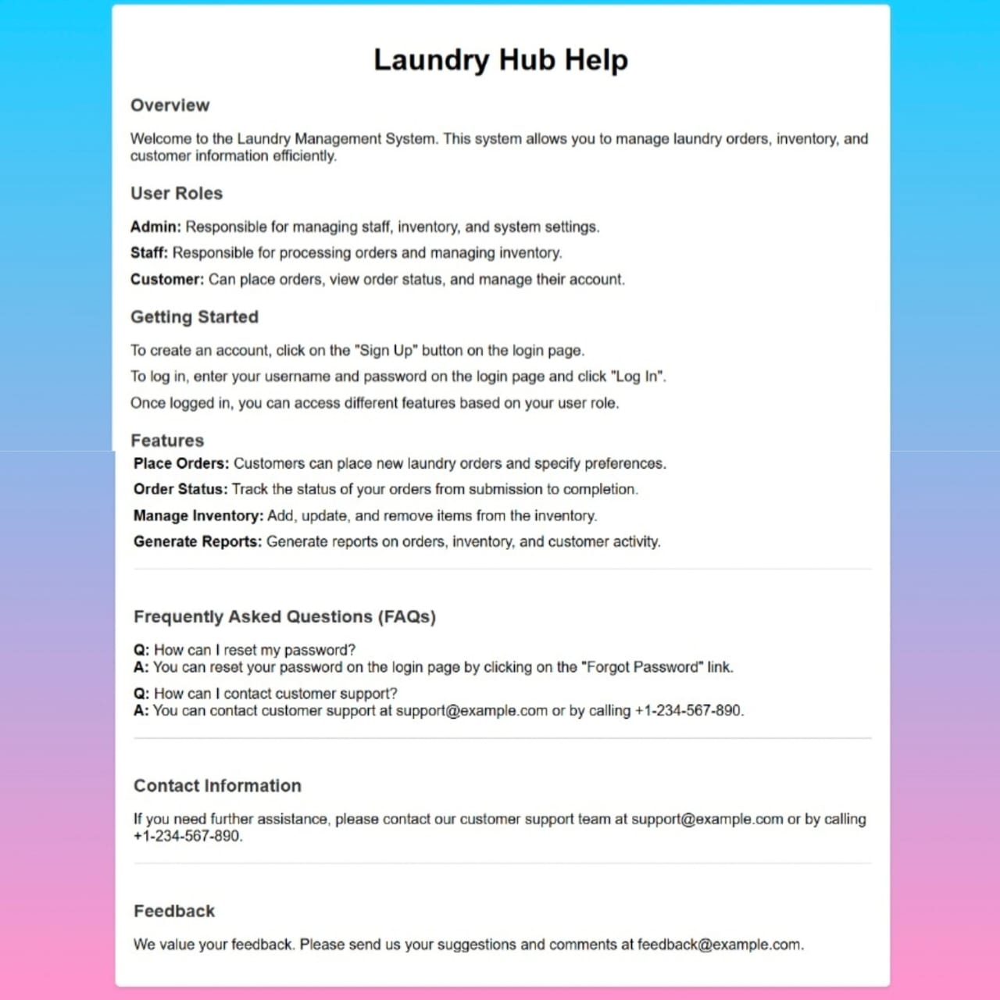 Laundry Hub Help
Overview
Welcome to the Laundry Management System. This system allows you to manage laundry orders, inventory, and
customer information efficiently.
User Roles
Admin: Responsible for managing staff, inventory, and system settings.
Staff: Responsible for processing orders and managing inventory.
Customer: Can place orders, view order status, and manage their account.
Getting Started
To create an account, click on the "Sign Up" button on the login page.
To log in, enter your username and password on the login page and click "Log In".
Once logged in, you can access different features based on your user role.
Features
Place Orders: Customers can place new laundry orders and specify preferences.
Order Status: Track the status of your orders from submission to completion.
Manage Inventory: Add, update, and remove items from the inventory.
Generate Reports: Generate reports on orders, inventory, and customer activity.
Frequently Asked Questions (FAQs)
Q: How can I reset my password?
A: You can reset your password on the login page by clicking on the "Forgot Password" link.
Q: How can I contact customer support?
A: You can contact customer support at support@example.com or by calling +1-234-567-890.
Contact Information
If you need further assistance, please contact our customer support team at support@example.com or by calling
+1-234-567-890.
Feedback
We value your feedback. Please send us your suggestions and comments at feedback@example.com.